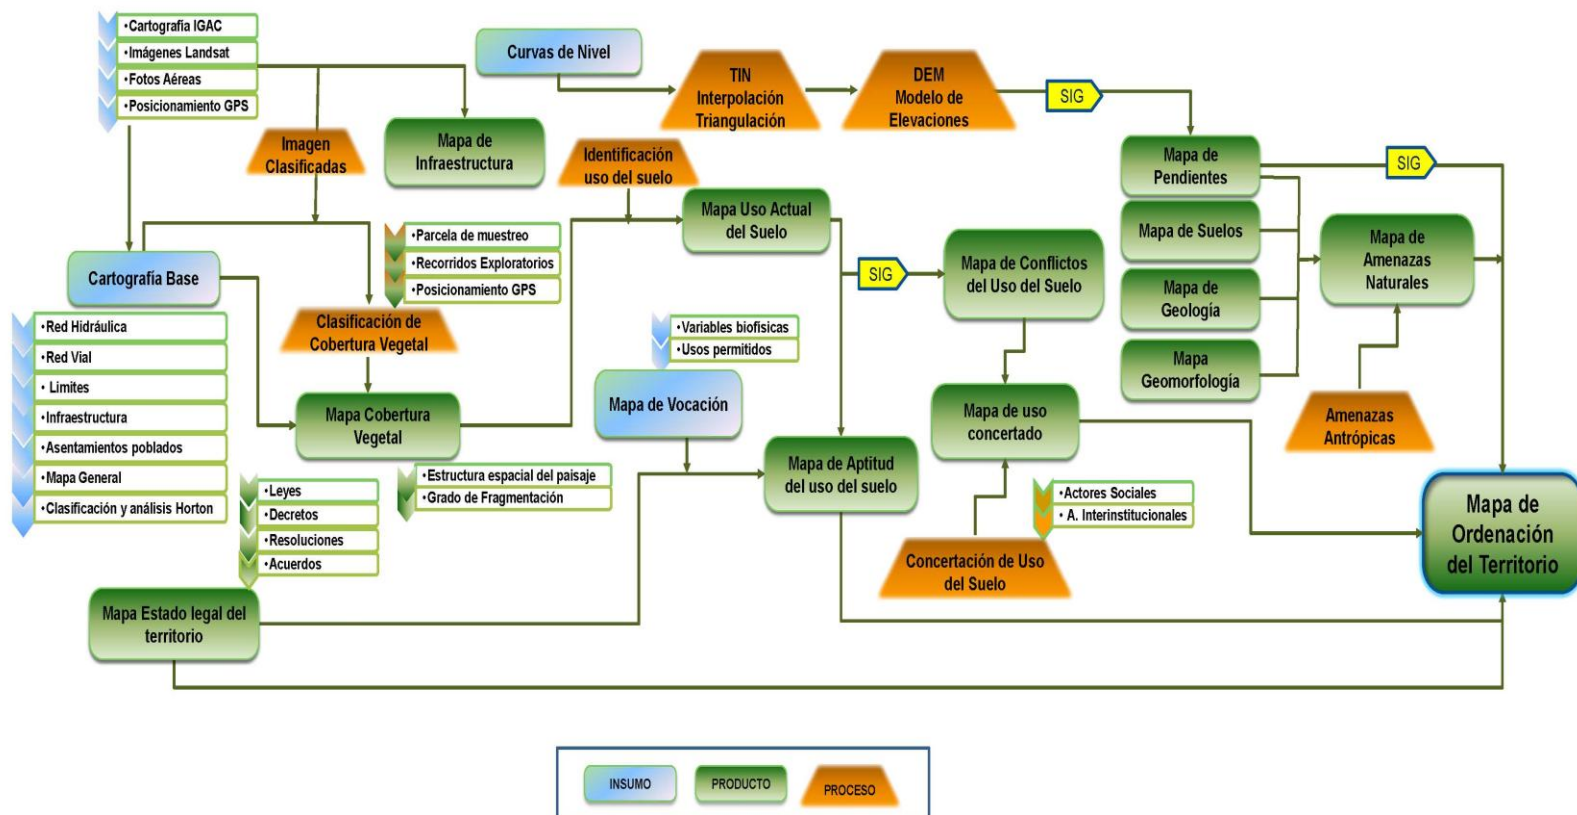 •Cartografía IGAC
•Imágenes Landsat
•Fotos Aéreas
•Posicionamiento GPS
Curvas de Nivel
TIN
Interpolación
Triangulación
DEM
Modelo de
Elevaciones
SIG
Imagen
Clasificadas
Mapa de
Infraestructura
Identificación
uso del suelo
Mapa de
Pendientes
SIG
Mapa Uso Actual
del Suelo
Mapa de Suelos
Mapa de
Amenazas
Naturales
•Parcela de muestreo
•Recorridos Exploratorios
•Posicionamiento GPS
Cartografía Base
SIG
Mapa de Conflictos
del Uso del Suelo
Mapa de
Geología
•Red Hidráulica
•Red Vial
• Limites
•Infraestructura
•Asentamientos poblados
•Mapa General
•Clasificación y análisis Horton
Clasificación de
Cobertura Vegetal
•Variables biofisicas
•Usos permitidos
Mapa
Geomorfología
Mapa de Vocación
Mapa Cobertura
Vegetal
Mapa de uso
concertado
Amenazas
Antrópicas
•Estructura espacial del paisaje
•Grado de Fragmentación
Mapa de Aptitud
del uso del suelo
•Leyes
•Decretos
•Resoluciones
•Acuerdos
•Actores Sociales
• A. Interinstitucionales
Mapa de
Ordenación
del Territorio
Concertación de Uso
del Suelo
Mapa Estado legal del
territorio
INSUMO
PRODUCTO
PROCESO